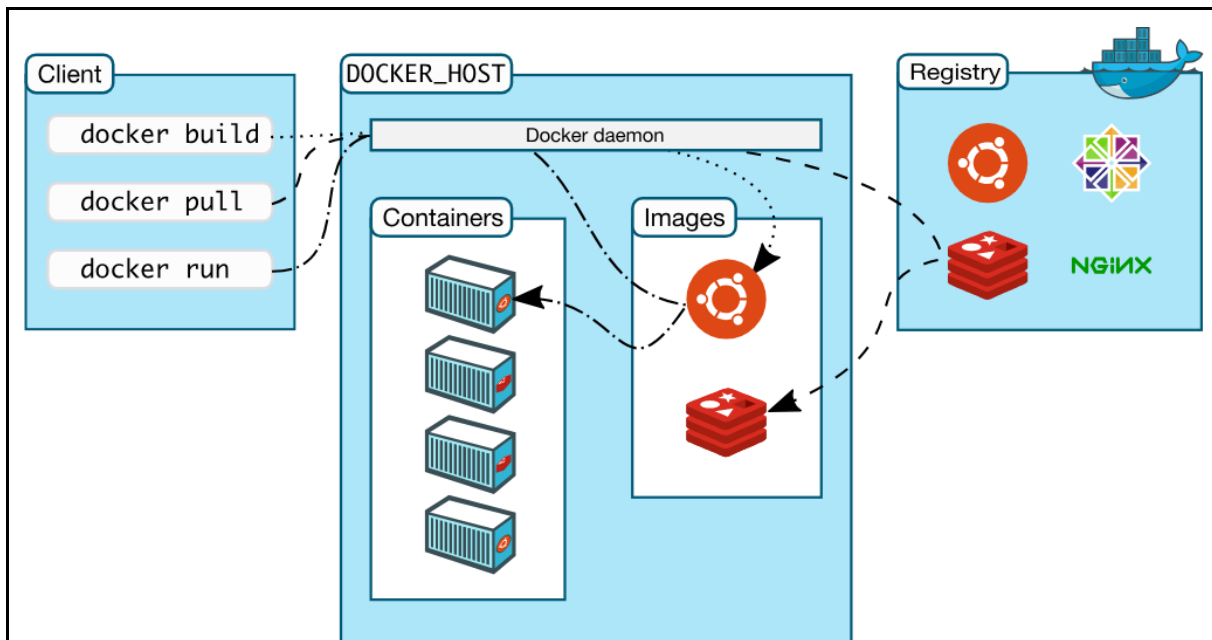 Client
docker build
docker pull
docker run
DOCKER_HOST
Docker daemon
Containers
Images
Registry
NGiNX